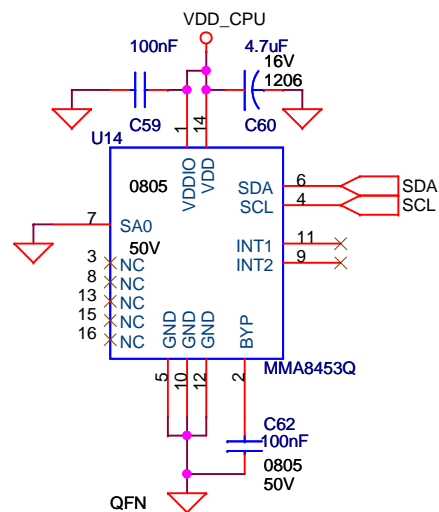 VDD_CPU
100nF
4.7uF
16V
1206
C59
C60
U14
1
14
VDDIO
VDD
0805
50V
7
SA0
SDA
6
SDA
SCL
4
SCL
INT1
11
INT2
9
3
NC
8
NC
13
NC
15
NC
16
NC
GND
GND
GND
BYP
5
10
12
2
MMA8453Q
C62
100nF
0805
50V
QFN